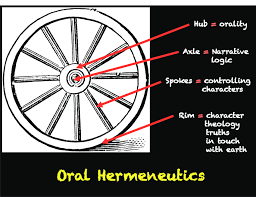 Hub = orality
Axle = Narrative
logic
Spokes = controlling
characters
Rim = character
theology
truths
in touch
with earth
Oral Hermeneutics